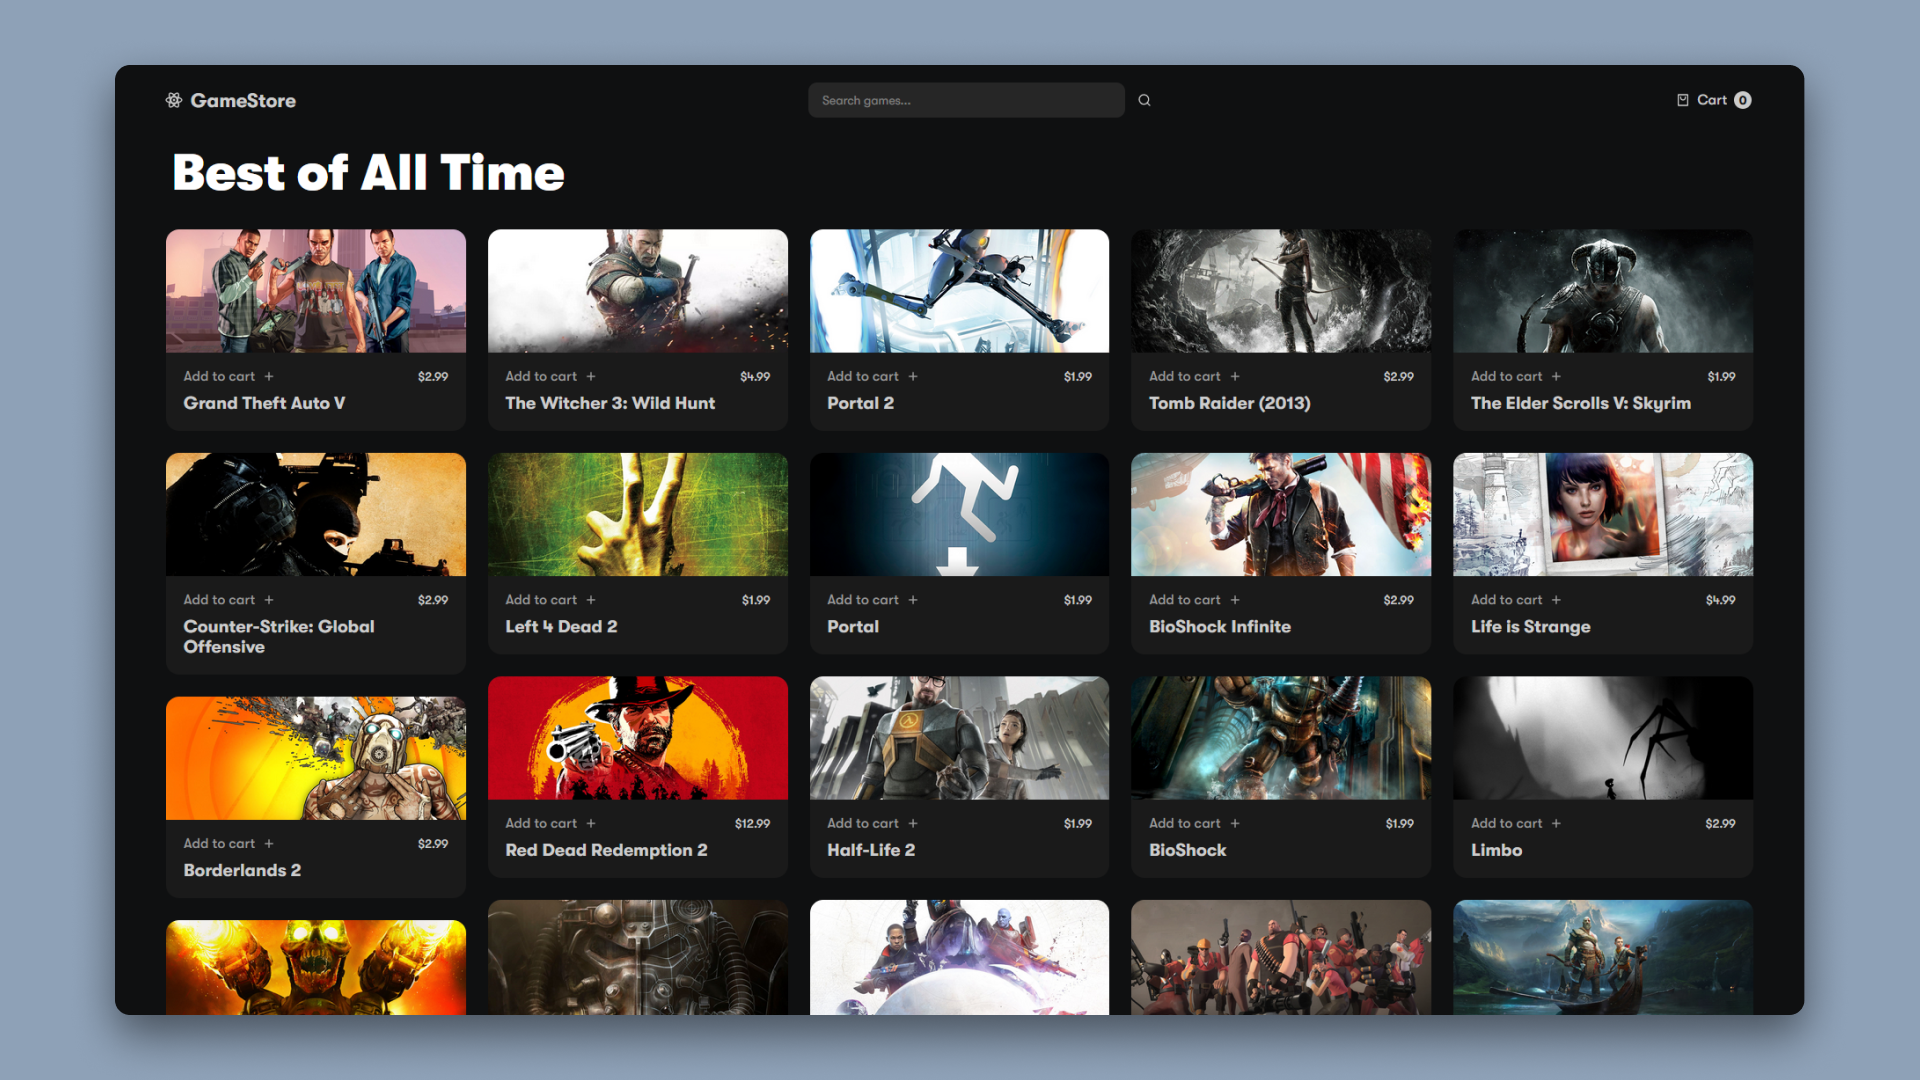 GameStore
Search games...
Cart 0
Best of All Time
Add to cart + $2.99
Grand Theft Auto V
Add to cart + $4.99
The Witcher 3: Wild Hunt
Add to cart + $1.99
Portal 2
Add to cart + $2.99
Tomb Raider (2013)
Add to cart + $1.99
The Elder Scrolls V: Skyrim
Add to cart + $2.99
Counter-Strike: Global
Offensive
Add to cart + $1.99
Left 4 Dead 2
Add to cart + $1.99
Portal
Add to cart + $2.99
BioShock Infinite
Add to cart + $4.99
Life is Strange
Add to cart + $2.99
Borderlands 2
Add to cart + $12.99
Red Dead Redemption 2
Add to cart + $1.99
Half-Life 2
Add to cart + $1.99
BioShock
Add to cart + $2.99
Limbo